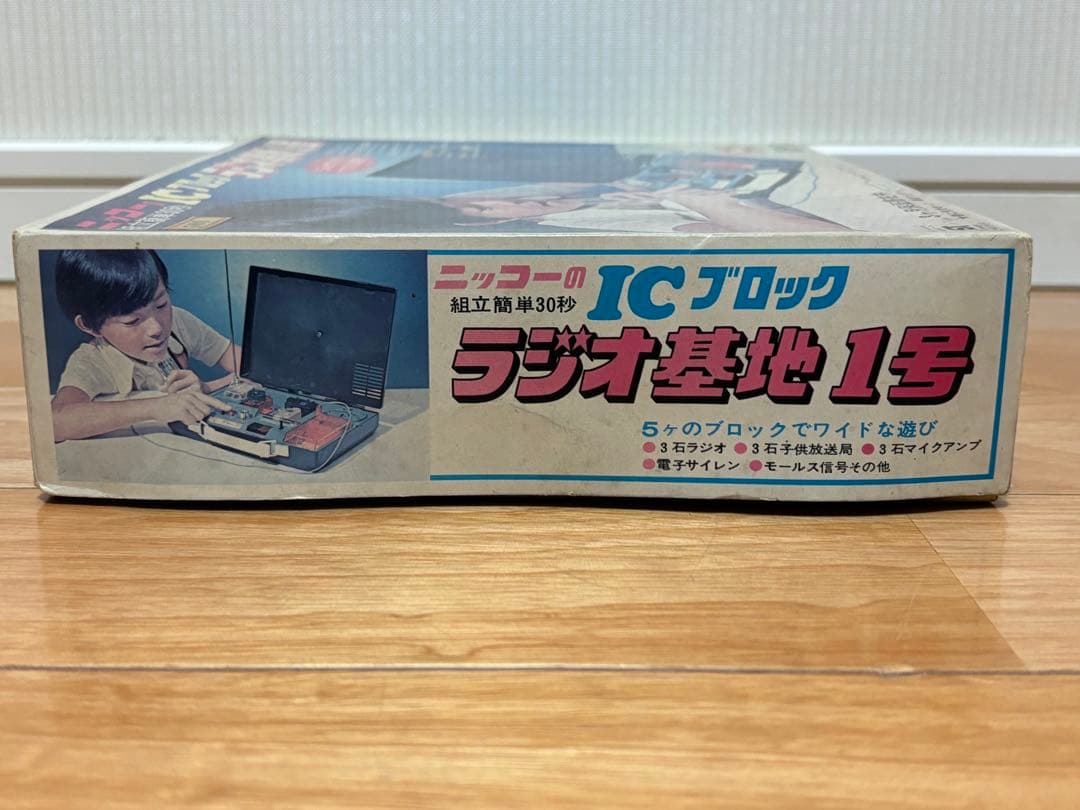 ニッコーの
組立簡単30秒
ICブロック
ラジオ基地1号
5ヶのブロックでワイドな遊び
●3石ラジオ ●3石子供放送局 ●3石マイクアンプ
●電子サイレン ●モールス信号その他